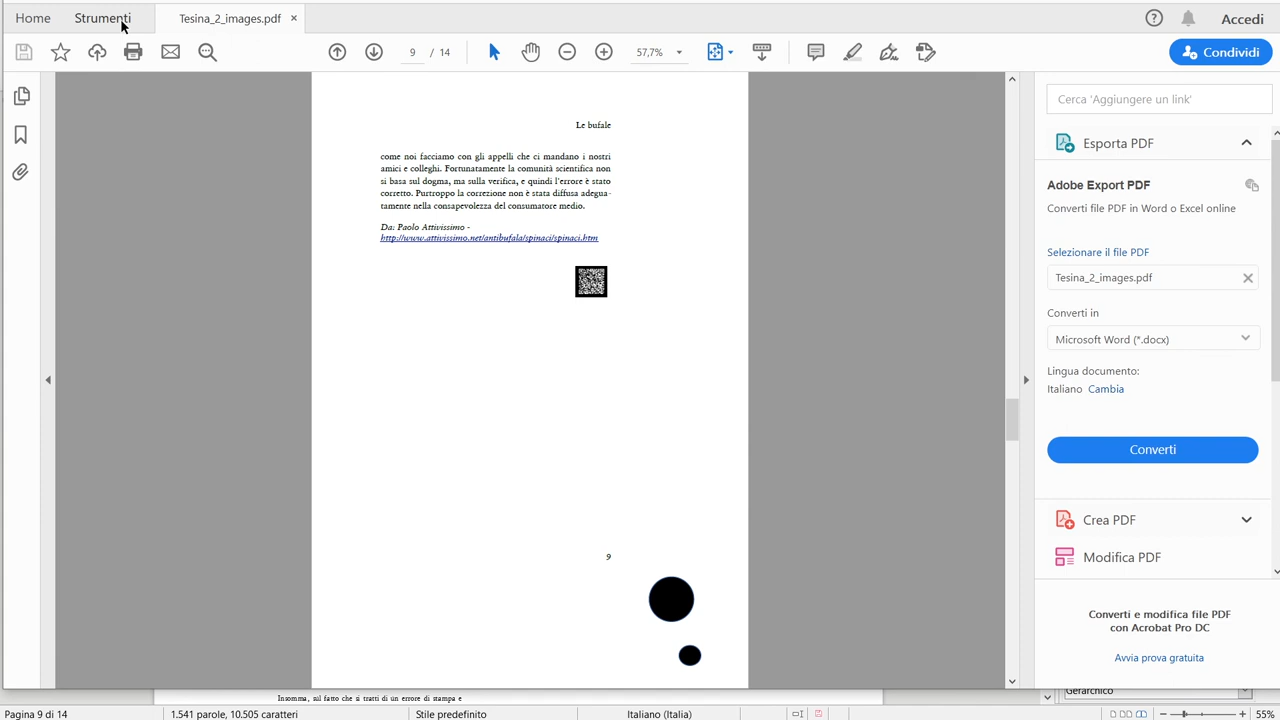 Home
Strumenti
Tesina_2_images.pdf
Accedi
9 / 14
57,7%
Condividi
Le bufale
come noi facciamo con gli appelli che ci mandano i nostri
amici e colleghi. Fortunatamente la comunità scientifica non
si basa sul dogma, ma sulla verifica, e quindi l'errore è stato
corretto. Purtroppo la correzione non è stata diffusa adegua-
tamente nella consapevolezza del consumatore medio.
Da: Paolo Attivissimo -
http://www.attivissimo.net/antibufala/spinaci/spinaci.htm
9
Cerca 'Aggiungere un link'
Esporta PDF
Adobe Export PDF
Converti file PDF in Word o Excel online
Selezionare il file PDF
Tesina_2_images.pdf
Converti in
Microsoft Word (*.docx)
Lingua documento:
Italiano Cambia
Converti
Crea PDF
Modifica PDF
Converti e modifica file PDF
con Acrobat Pro DC
Avvia prova gratuita
Insomma, sul fatto che si tratti di un errore di stampa e
Gerarchico
Pagina 9 di 14
1.541 parole, 10.505 caratteri
Stile predefinito
Italiano (Italia)
55%